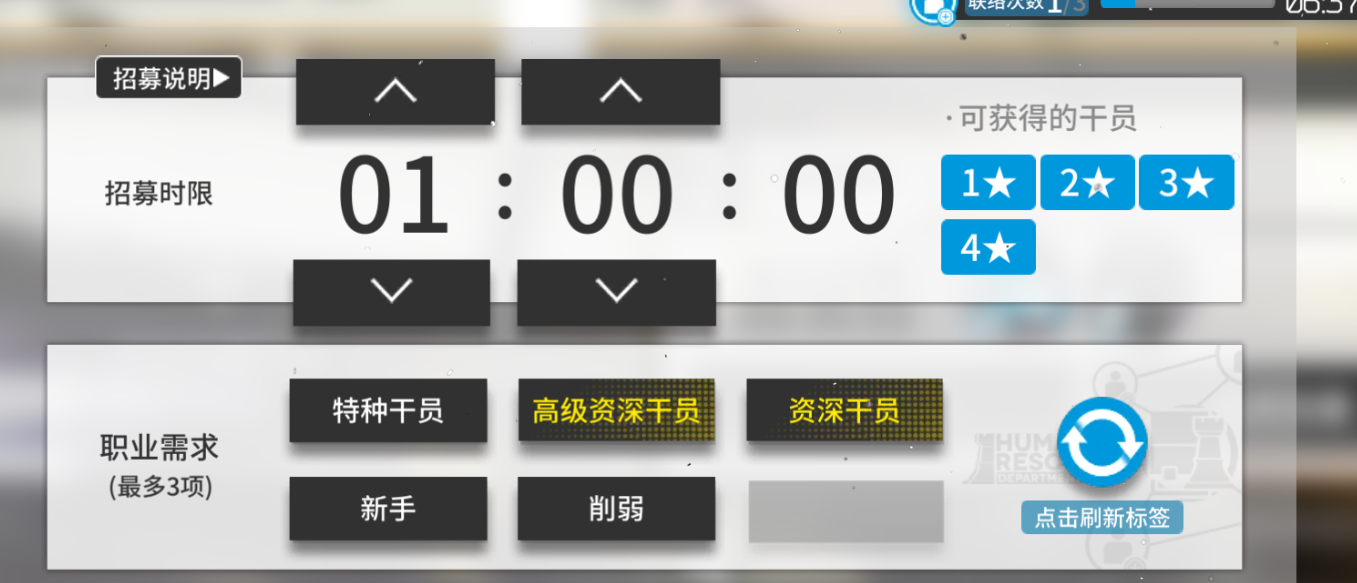 联络次数 1/3
招募说明▶
招募时限
01 : 00 : 00
·可获得的干员
1★ 2★ 3★
4★
职业需求
(最多3项)
特种干员 高级资深干员 资深干员
新手 削弱
点击刷新标签